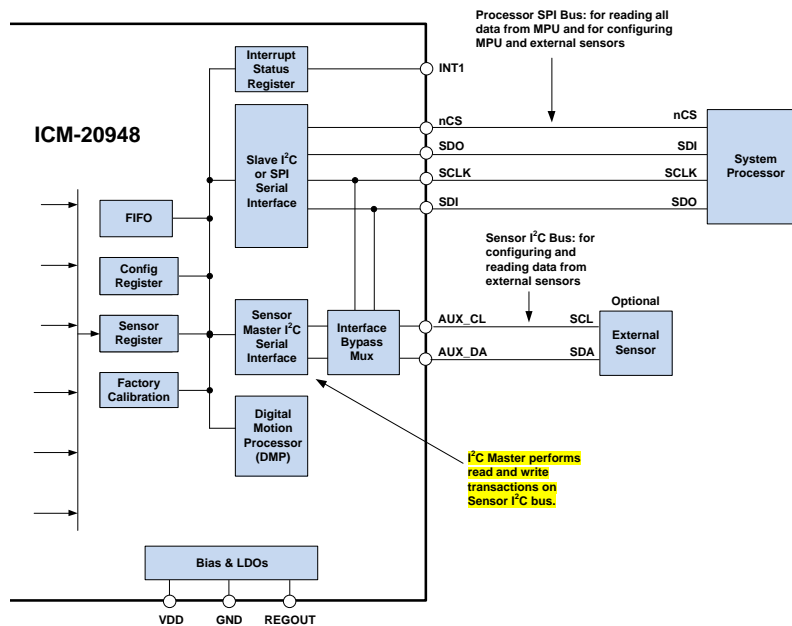 Processor SPI Bus: for reading all
data from MPU and for configuring
MPU and external sensors
ICM-20948
Interrupt
Status
Register
INT1
Slave I²C
or SPI
Serial
Interface
nCS
SDO
SCLK
SDI
nCS
SDI
SCLK
SDO
System
Processor
FIFO
Config
Register
Sensor
Register
Factory
Calibration
Sensor I²C Bus: for
configuring and
reading data from
external sensors
Sensor
Master I²C
Serial
Interface
Interface
Bypass
Mux
AUX_CL
AUX_DA
SCL
SDA
Optional
External
Sensor
Digital
Motion
Processor
(DMP)
I²C Master performs
read and write
transactions on
Sensor I²C bus.
Bias & LDOs
VDD
GND
REGOUT